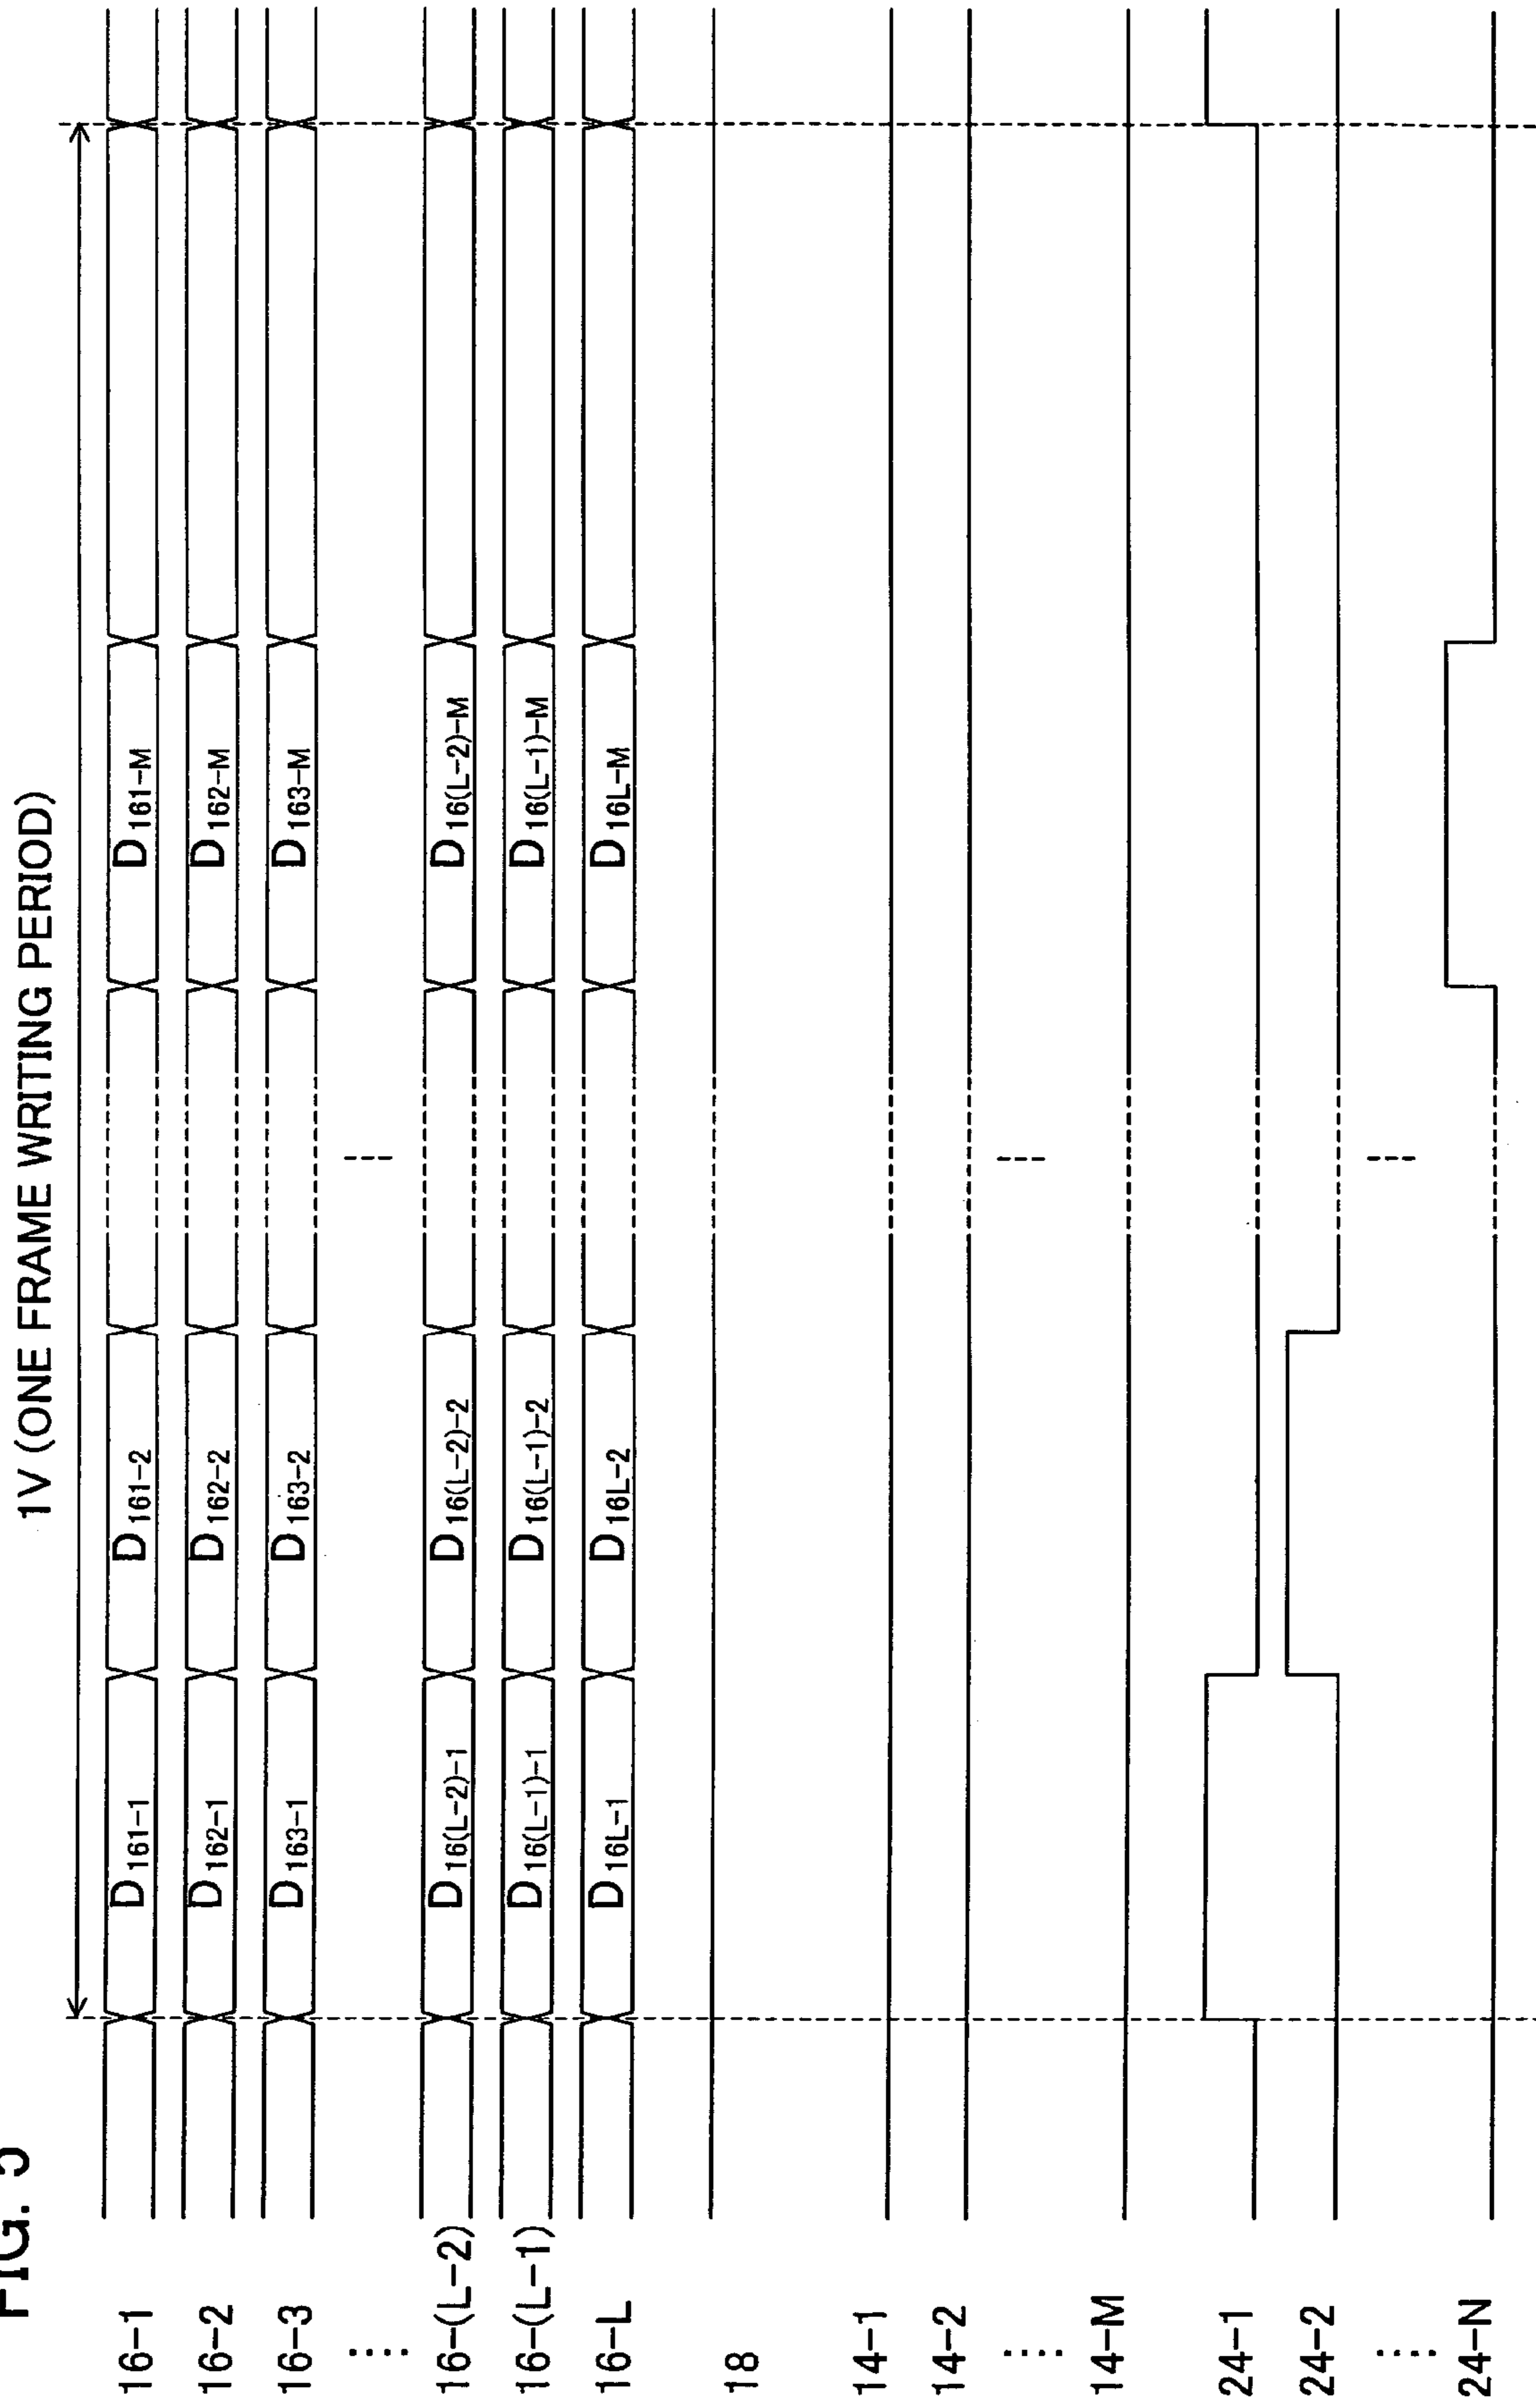 FIG. 5
1V (ONE FRAME WRITING PERIOD)
16-1 D161-1 D161-2 D161-M
16-2 D162-1 D162-2 D162-M
16-3 D163-1 D163-2 D163-M
16-(L-2) D16(L-2)-1 D16(L-2)-2 D16(L-2)-M
16-(L-1) D16(L-1)-1 D16(L-1)-2 D16(L-1)-M
16-L D16L-1 D16L-2 D16L-M
18
14-1
14-2
14-M
24-1
24-2
24-N